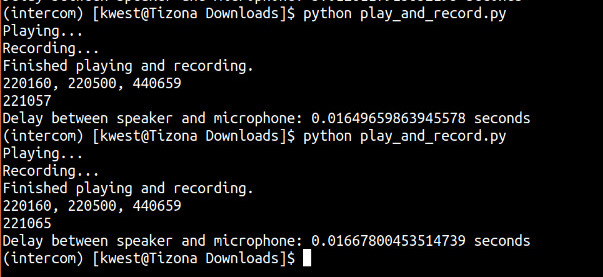 (intercom) [kwest@Tizona Downloads]$ python play_and_record.py
Playing...
Recording...
Finished playing and recording.
220160, 220500, 440659
221057
Delay between speaker and microphone: 0.01649659863945578 seconds
(intercom) [kwest@Tizona Downloads]$ python play_and_record.py
Playing...
Recording...
Finished playing and recording.
220160, 220500, 440659
221065
Delay between speaker and microphone: 0.01667800453514739 seconds
(intercom) [kwest@Tizona Downloads]$